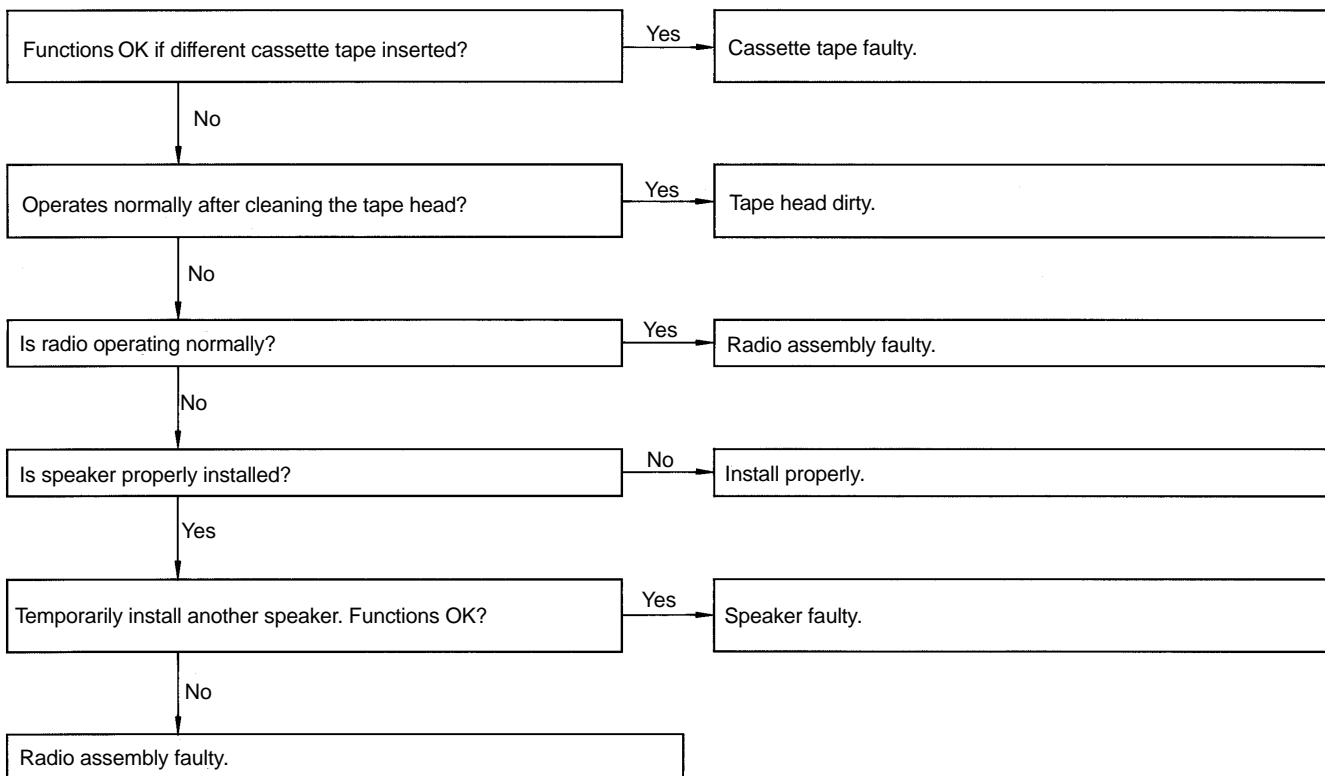 Functions OK if different cassette tape inserted?
Yes
Cassette tape faulty.
No
Operates normally after cleaning the tape head?
Yes
Tape head dirty.
No
Is radio operating normally?
Yes
Radio assembly faulty.
No
Is speaker properly installed?
No
Install properly.
Yes
Temporarily install another speaker. Functions OK?
Yes
Speaker faulty.
No
Radio assembly faulty.